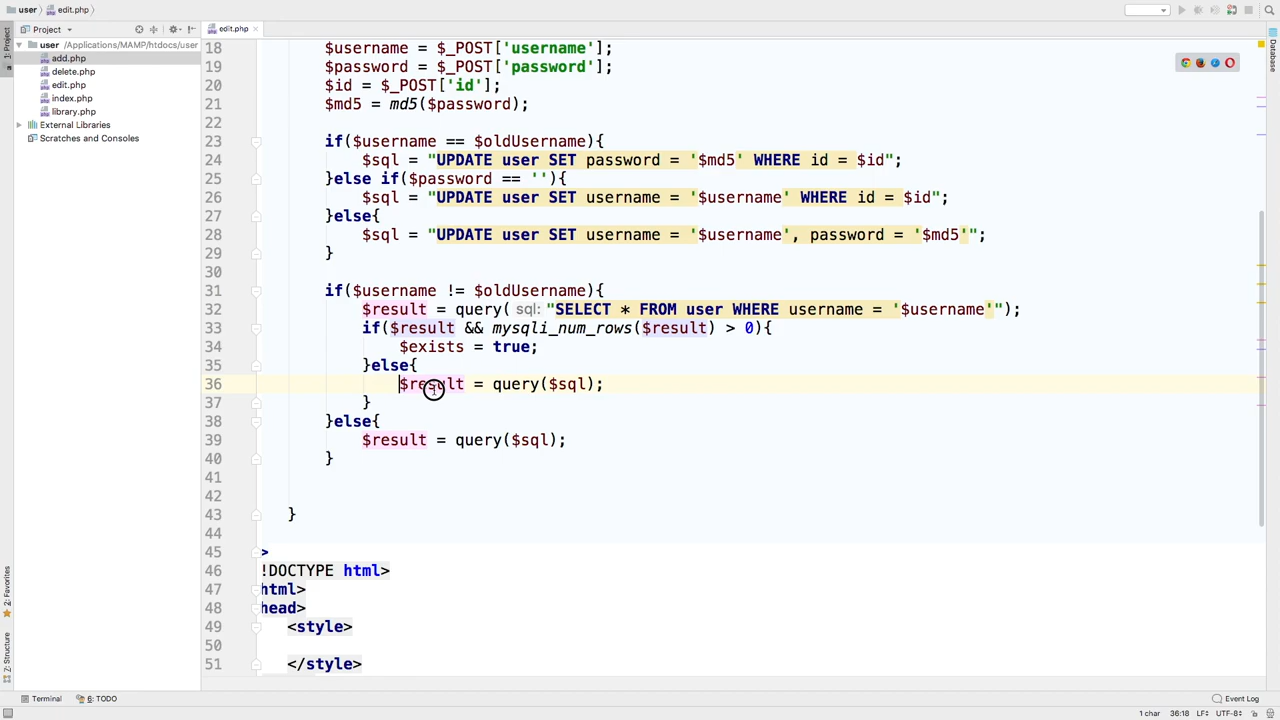 user > edit.php
Project
edit.php
1: Project
Database
user /Applications/MAMP/htdocs/user
add.php
delete.php
edit.php
index.php
library.php
External Libraries
Scratches and Consoles
18 $username = $_POST['username'];
19 $password = $_POST['password'];
20 $id = $_POST['id'];
21 $md5 = md5($password);
22
23 if($username == $oldUsername){
24 $sql = "UPDATE user SET password = '$md5' WHERE id = $id";
25 }else if($password == ''){
26 $sql = "UPDATE user SET username = '$username' WHERE id = $id";
27 }else{
28 $sql = "UPDATE user SET username = '$username', password = '$md5'";
29 }
30
31 if($username != $oldUsername){
32 $result = query( sql: "SELECT * FROM user WHERE username = '$username'");
33 if($result && mysqli_num_rows($result) > 0){
34 $exists = true;
35 }else{
36 $result = query($sql);
37 }
38 }else{
39 $result = query($sql);
40 }
41
42
43 }
44
45 >
46 !DOCTYPE html>
47 html>
48 head>
49 <style>
50
51 </style>
2: Favorites
7: Structure
Terminal
6: TODO
Event Log
1 char 36:18 LF÷ UTF-8÷